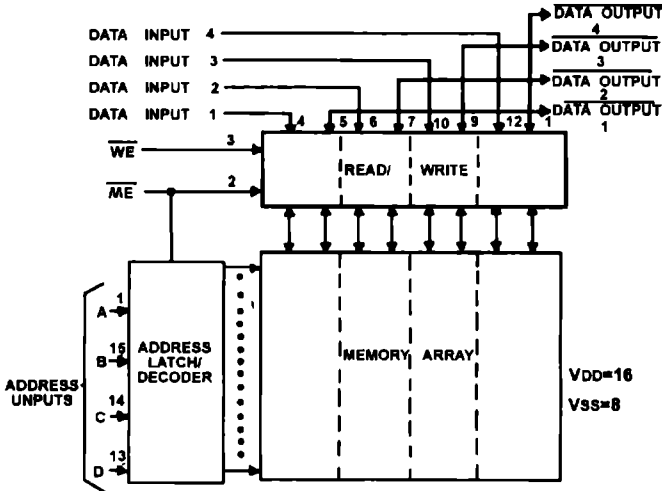 DATA OUTPUT
4
DATA INPUT 4
DATA OUTPUT
3
DATA INPUT 3
DATA OUTPUT
2
DATA INPUT 2
DATA OUTPUT
1
DATA INPUT 1
4 5 6 7 10 9 12 1
WE 3
READ/ WRITE
ME 2
A 1
B 15
C 14
D 13
ADDRESS
UNPUTS
ADDRESS
LATCH/
DECODER
MEMORY ARRAY
VDD=16
VSS=8